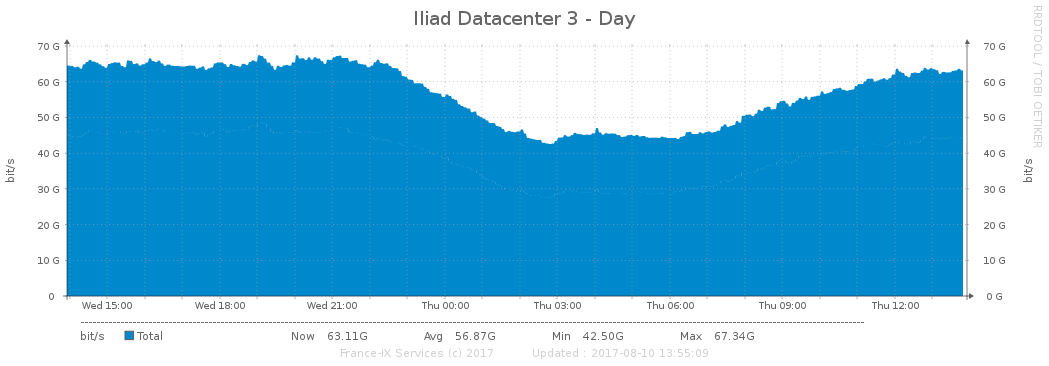 Iliad Datacenter 3 - Day
RRDTOOL / TOBI OETIKER
70 G 70 G
60 G 60 G
50 G 50 G
40 G 40 G
30 G 30 G
20 G 20 G
10 G 10 G
0 0 G
bit/s bit/s
Wed 15:00 Wed 18:00 Wed 21:00 Thu 00:00 Thu 03:00 Thu 06:00 Thu 09:00 Thu 12:00
bit/s Total Now 63.11G Avg 56.87G Min 42.50G Max 67.34G
France-IX Services (c) 2017 Updated : 2017-08-10 13:55:09